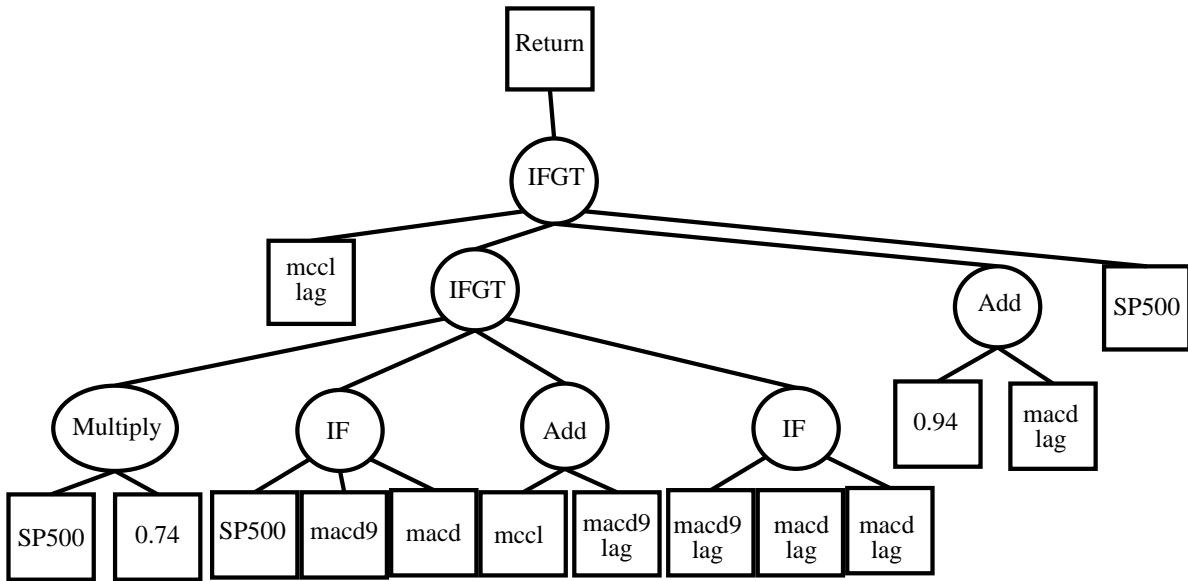 Return
IFGT
mccl
lag
IFGT
Add
SP500
Multiply
IF
Add
IF
0.94
macd
lag
SP500
0.74
SP500
macd9
macd
mccl
macd9
lag
macd9
lag
macd
lag
macd
lag